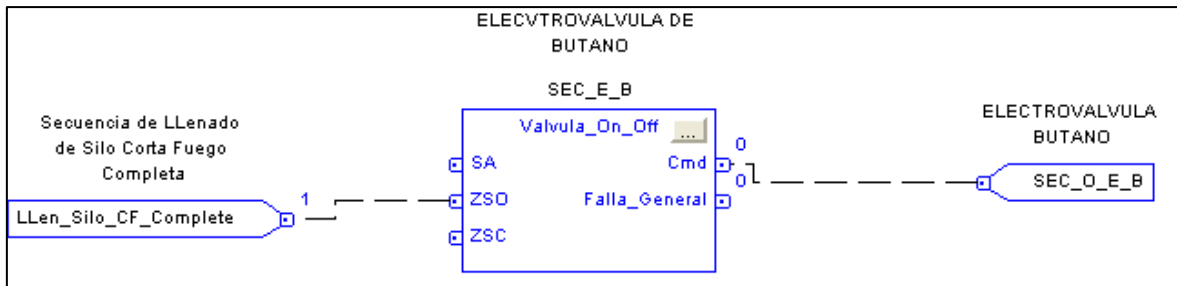 ELECVTROVALVULA DE
BUTANO
SEC_E_B
Secuencia de LLenado
de Silo Corta Fuego
Completa
LLen_Silo_CF_Complete
1
Valvula_On_Off ...
SA
ZSO
ZSC
Cmd
Falla_General
0
0
ELECTROVALVULA
BUTANO
SEC_O_E_B